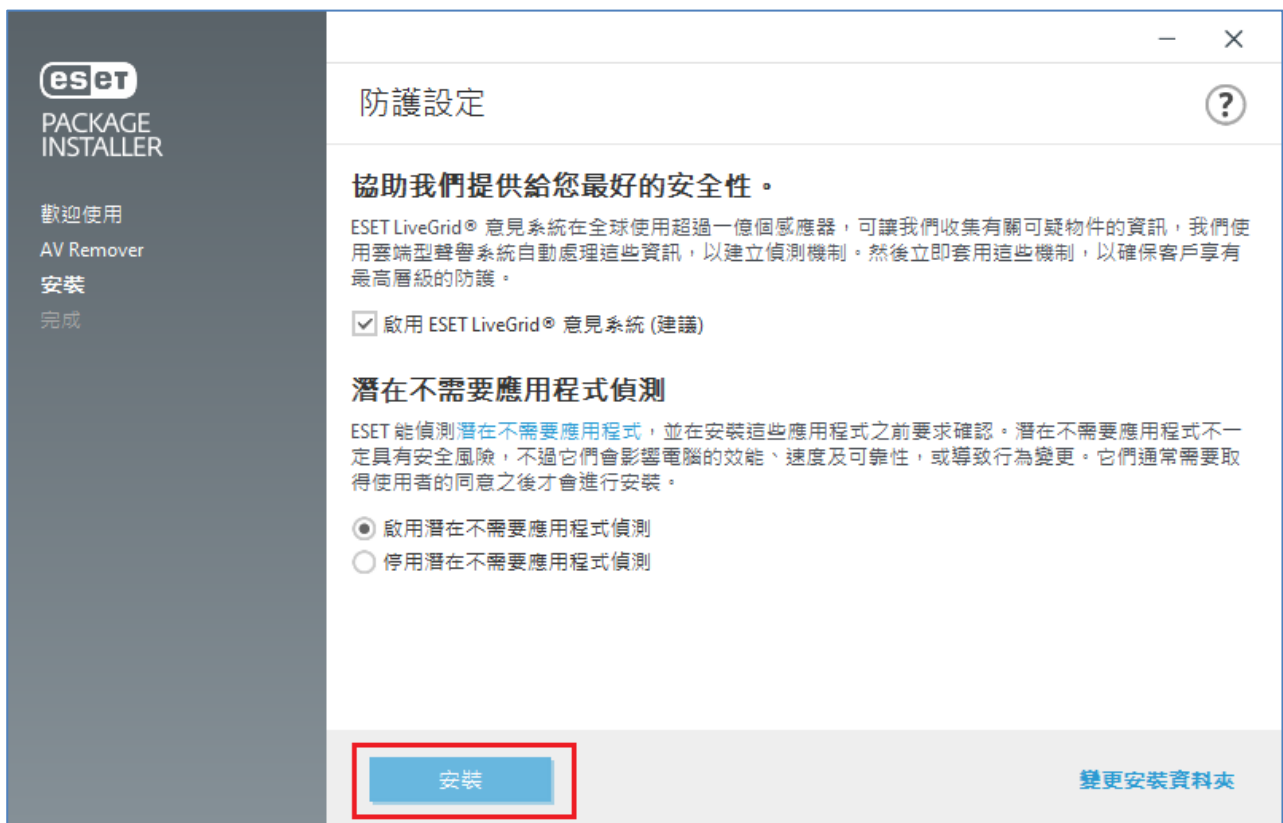 eset
PACKAGE
INSTALLER
歡迎使用
AV Remover
安裝
完成
防護設定
?
協助我們提供給您最好的安全性。
ESET LiveGrid® 意見系統在全球使用超過一億個感應器，可讓我們收集有關可疑物件的資訊，我們使
用雲端型聲譽系統自動處理這些資訊，以建立偵測機制。然後立即套用這些機制，以確保客戶享有
最高層級的防護。
啟用 ESET LiveGrid® 意見系統 (建議)
潛在不需要應用程式偵測
ESET 能偵測潛在不需要應用程式，並在安裝這些應用程式之前要求確認。潛在不需要應用程式不一
定具有安全風險，不過它們會影響電腦的效能、速度及可靠性，或導致行為變更。它們通常需要取
得使用者的同意之後才會進行安裝。
啟用潛在不需要應用程式偵測
停用潛在不需要應用程式偵測
安裝
變更安裝資料夾